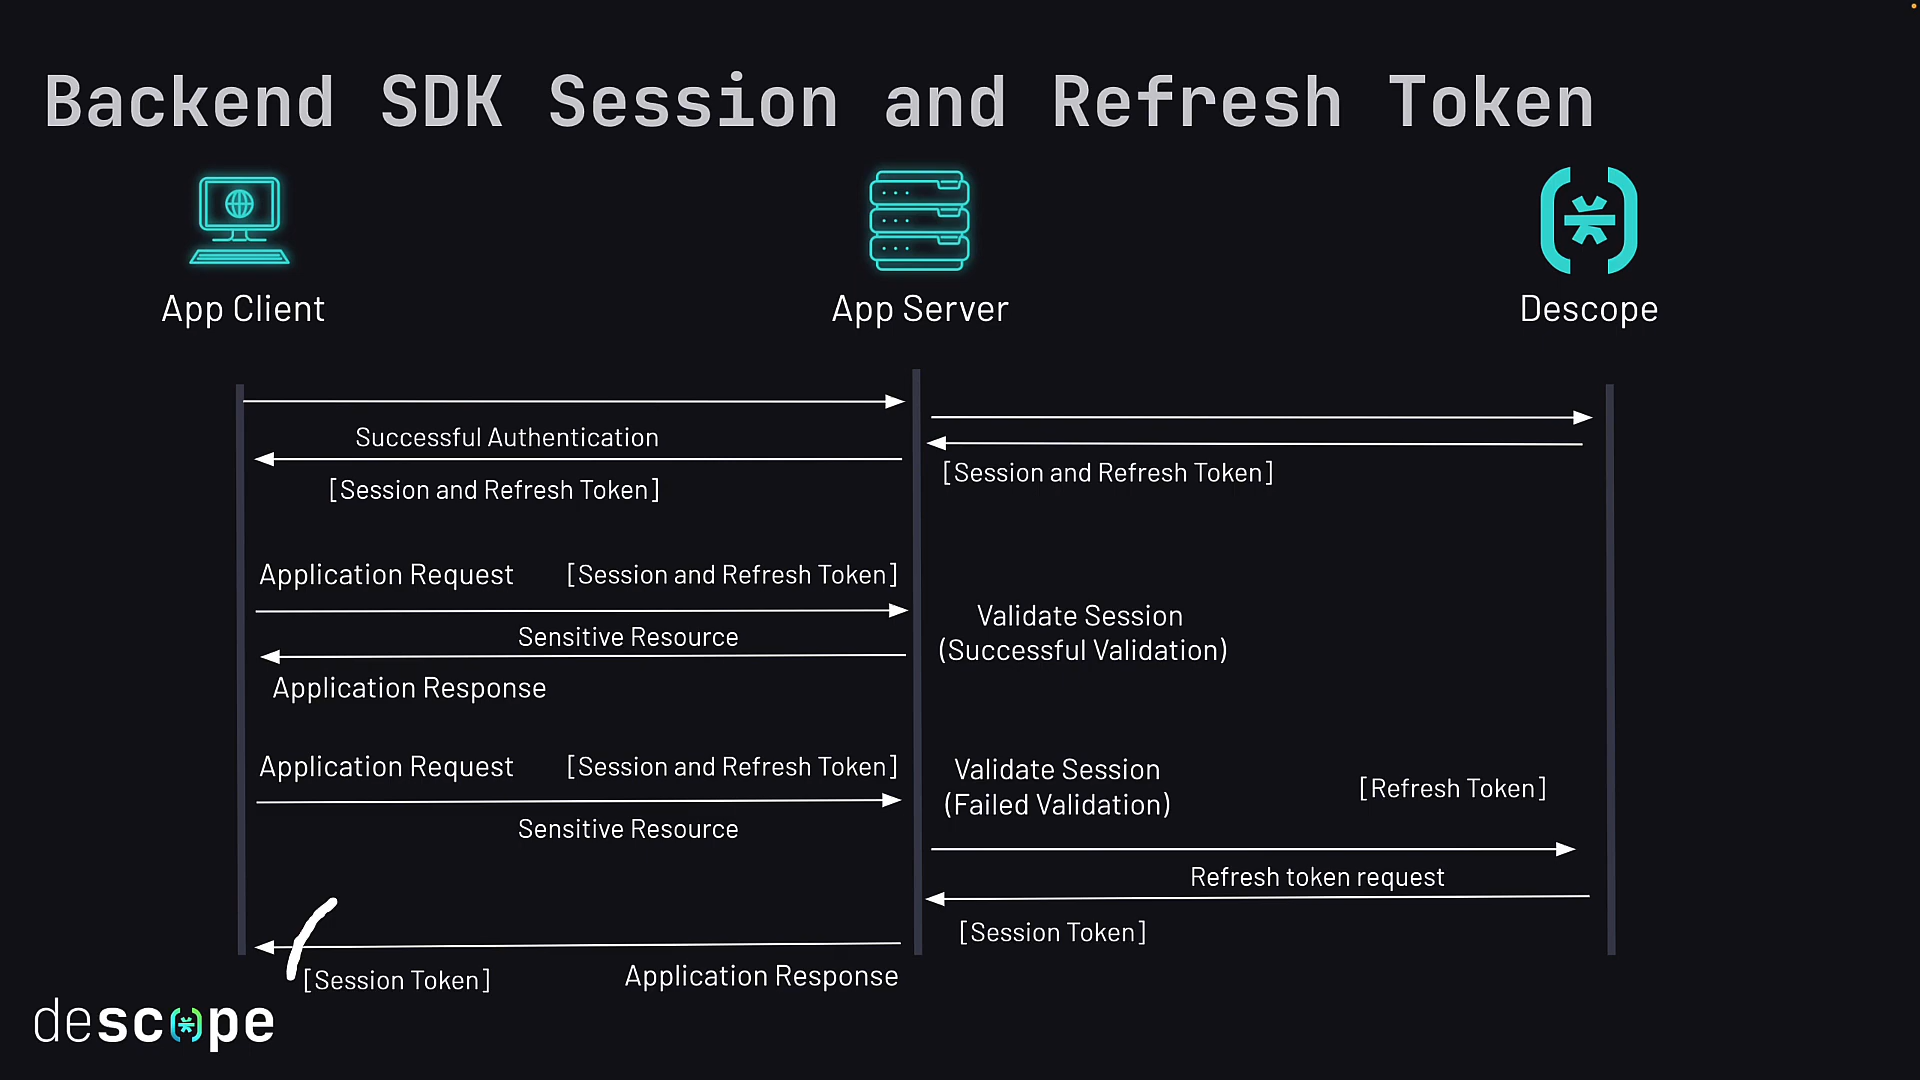 Backend SDK Session and Refresh Token
App Client
App Server
Descope
Successful Authentication
[Session and Refresh Token]
[Session and Refresh Token]
Application Request
[Session and Refresh Token]
Sensitive Resource
Validate Session
(Successful Validation)
Application Response
Application Request
[Session and Refresh Token]
Validate Session
(Failed Validation)
[Refresh Token]
Sensitive Resource
Refresh token request
[Session Token]
[Session Token]
Application Response
descope